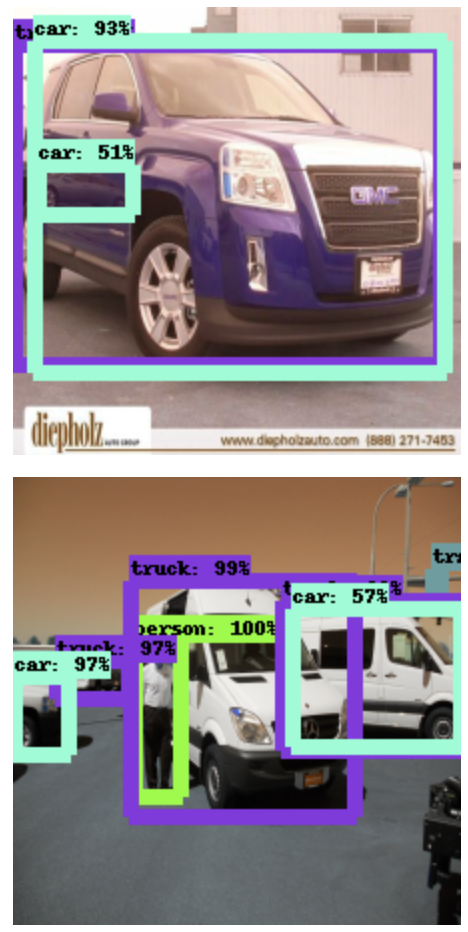 car: 93%
car: 51%
GMC
diepholz AUTO GROUP
www.diepholzauto.com (888) 271-7453
truck: 99%
car: 57%
person: 100%
truck: 97%
car: 97%